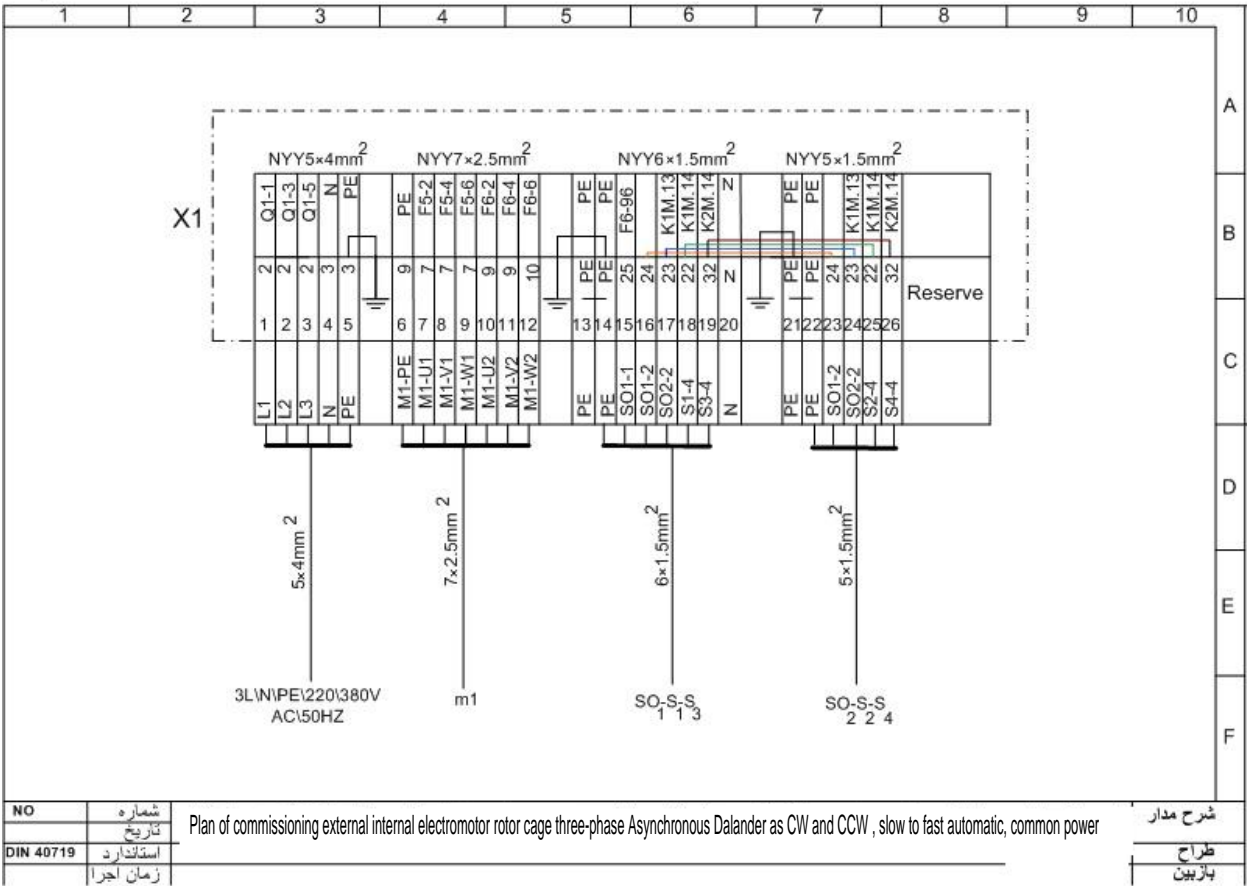 1 2 3 4 5 6 7 8 9 10
A
B
C
D
E
F
NYY5×4mm2 NYY7×2.5mm2 NYY6×1.5mm2 NYY5×1.5mm2
X1
Q1-1 Q1-3 Q1-5 N PE PE F5-2 F5-4 F5-6 F6-2 F6-4 F6-6 PE PE F6-96 K1M.13 K1M.14 K2M.14 N PE PE K1M.13 K1M.14 K2M.14
2 2 2 3 3 9 7 7 7 9 9 10 PE PE 25 24 23 22 32 N PE PE 24 23 22 32
Reserve
1 2 3 4 5 6 7 8 9 10 11 12 13 14 15 16 17 18 19 20 21 22 23 24 25 26
L1 L2 L3 N PE M1-PE M1-U1 M1-V1 M1-W1 M1-U2 M1-V2 M1-W2 PE PE SO1-1 SO1-2 SO2-2 S1-4 S3-4 N PE PE SO1-2 SO2-2 S2-4 S4-4
5×4mm2 7×2.5mm2 6×1.5mm2 5×1.5mm2
3L\N\PE\220\380V
AC\50HZ
m1
SO-S-S
1 1 3
SO-S-S
2 2 4
NO شماره
تاریخ
DIN 40719 استاندارد
زمان اجرا
Plan of commissioning external internal electromotor rotor cage three-phase Asynchronous Dalander as CW and CCW , slow to fast automatic, common power
شرح مدار
طراح
بازبین